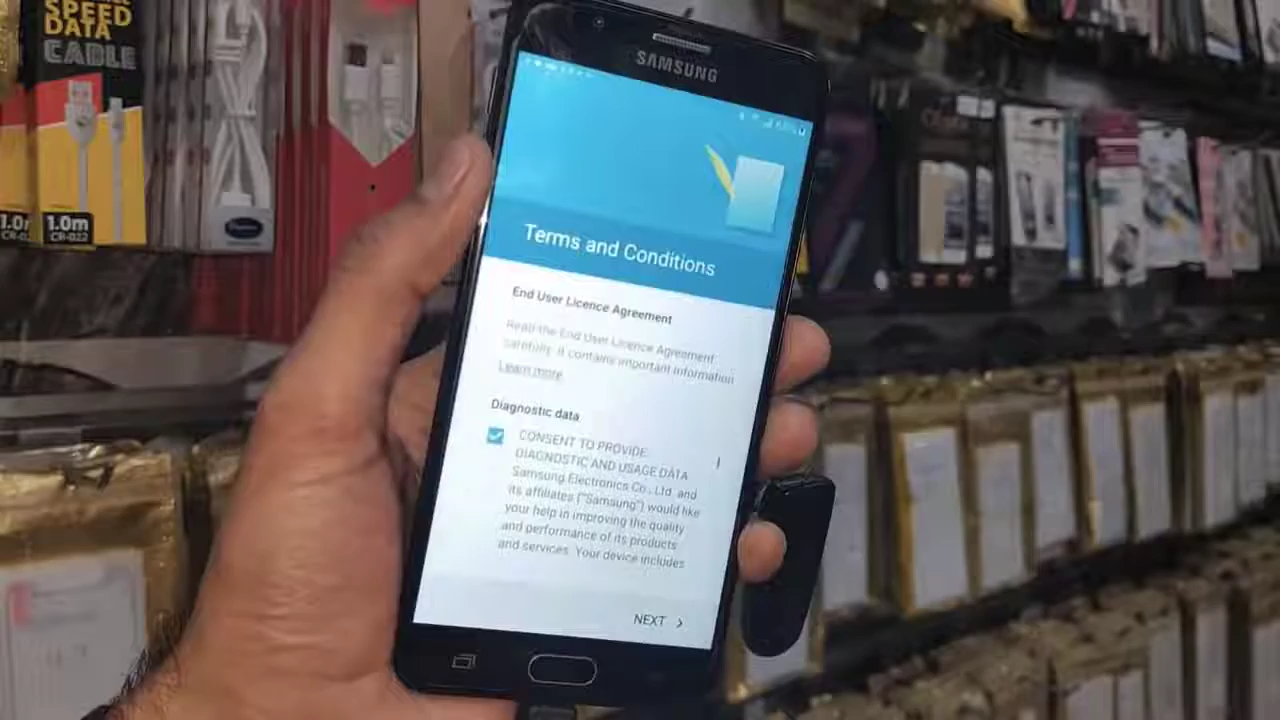 SPEED
DATA
CABLE
1.0m
CR-022
SAMSUNG
Terms and Conditions
End User Licence Agreement
Read the End User Licence Agreement
carefully. It contains important information
Learn more
Diagnostic data
CONSENT TO PROVIDE
DIAGNOSTIC AND USAGE DATA
Samsung Electronics Co., Ltd. and
its affiliates ("Samsung") would like
your help in improving the quality
and performance of its products
and services. Your device includes
NEXT >